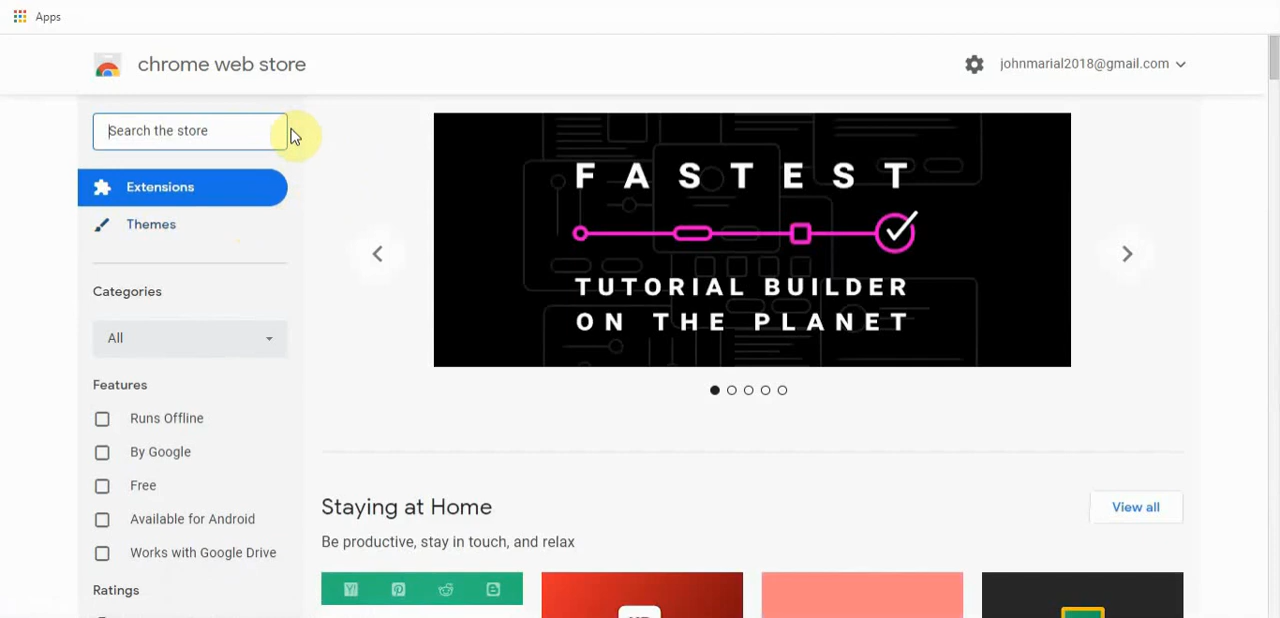 Apps
chrome web store
johnmarial2018@gmail.com
Search the store
Extensions
Themes
Categories
All
Features
Runs Offline
By Google
Free
Available for Android
Works with Google Drive
Ratings
FASTEST
TUTORIAL BUILDER
ON THE PLANET
Staying at Home
View all
Be productive, stay in touch, and relax